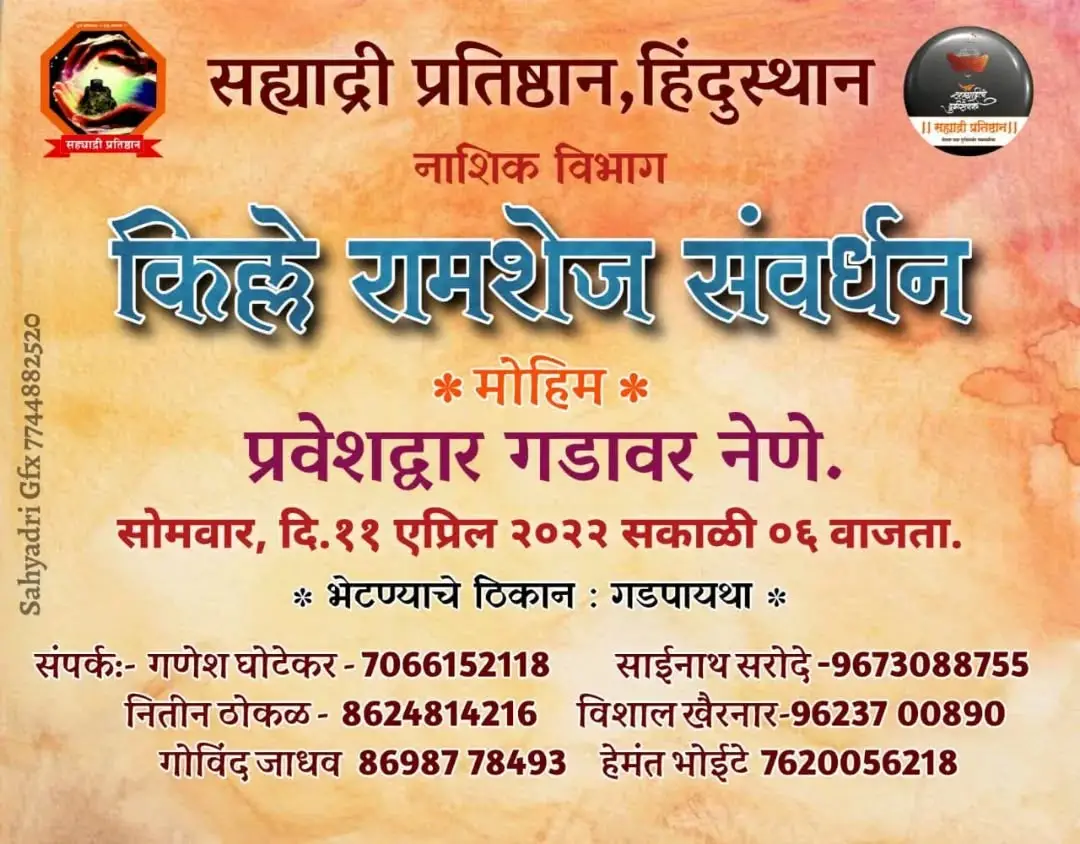 सह्याद्री प्रतिष्ठान,हिंदुस्थान
सह्याद्री प्रतिष्ठान
|| सह्याद्री प्रतिष्ठान||
नाशिक विभाग
किल्ले रामशेज संवर्धन
* मोहिम *
प्रवेशद्वार गडावर नेणे.
सोमवार, दि.११ एप्रिल २०२२ सकाळी ०६ वाजता.
* भेटण्याचे ठिकान : गडपायथा *
संपर्क:- गणेश घोटेकर - 7066152118 साईनाथ सरोदे -9673088755
नितीन ठोकळ - 8624814216 विशाल खैरनार-96237 00890
गोविंद जाधव 86987 78493 हेमंत भोईटे 7620056218
Sahyadri Gfx 7744882520